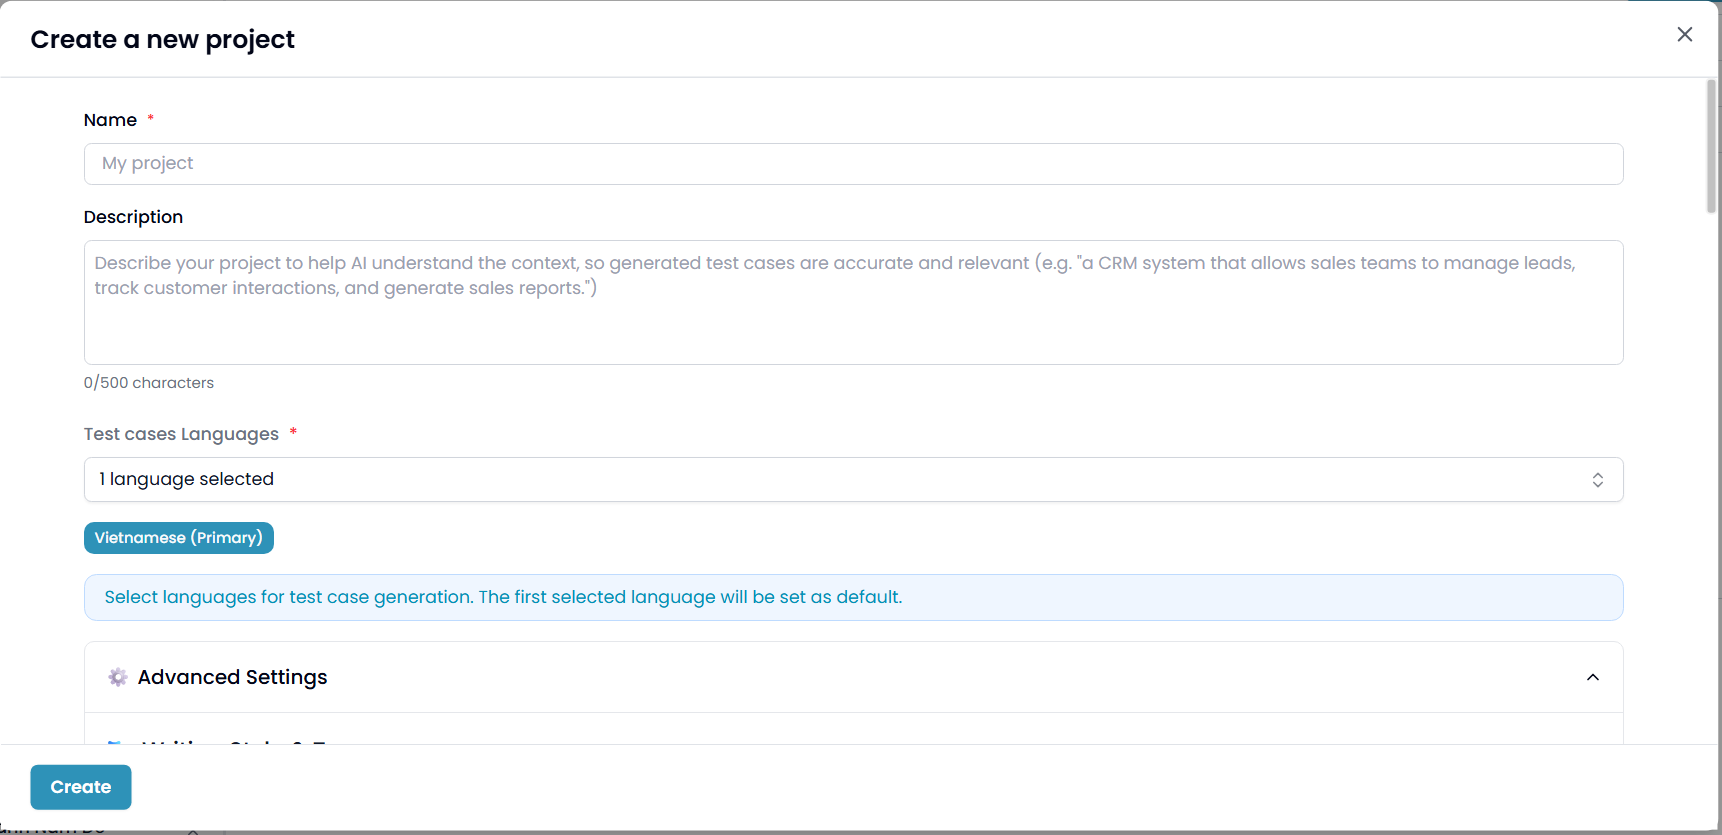 Create a new project
Name *
My project
Description
Describe your project to help AI understand the context, so generated test cases are accurate and relevant (e.g. "a CRM system that allows sales teams to manage leads,
track customer interactions, and generate sales reports.")
0/500 characters
Test cases Languages *
1 language selected
Vietnamese (Primary)
Select languages for test case generation. The first selected language will be set as default.
Advanced Settings
Create